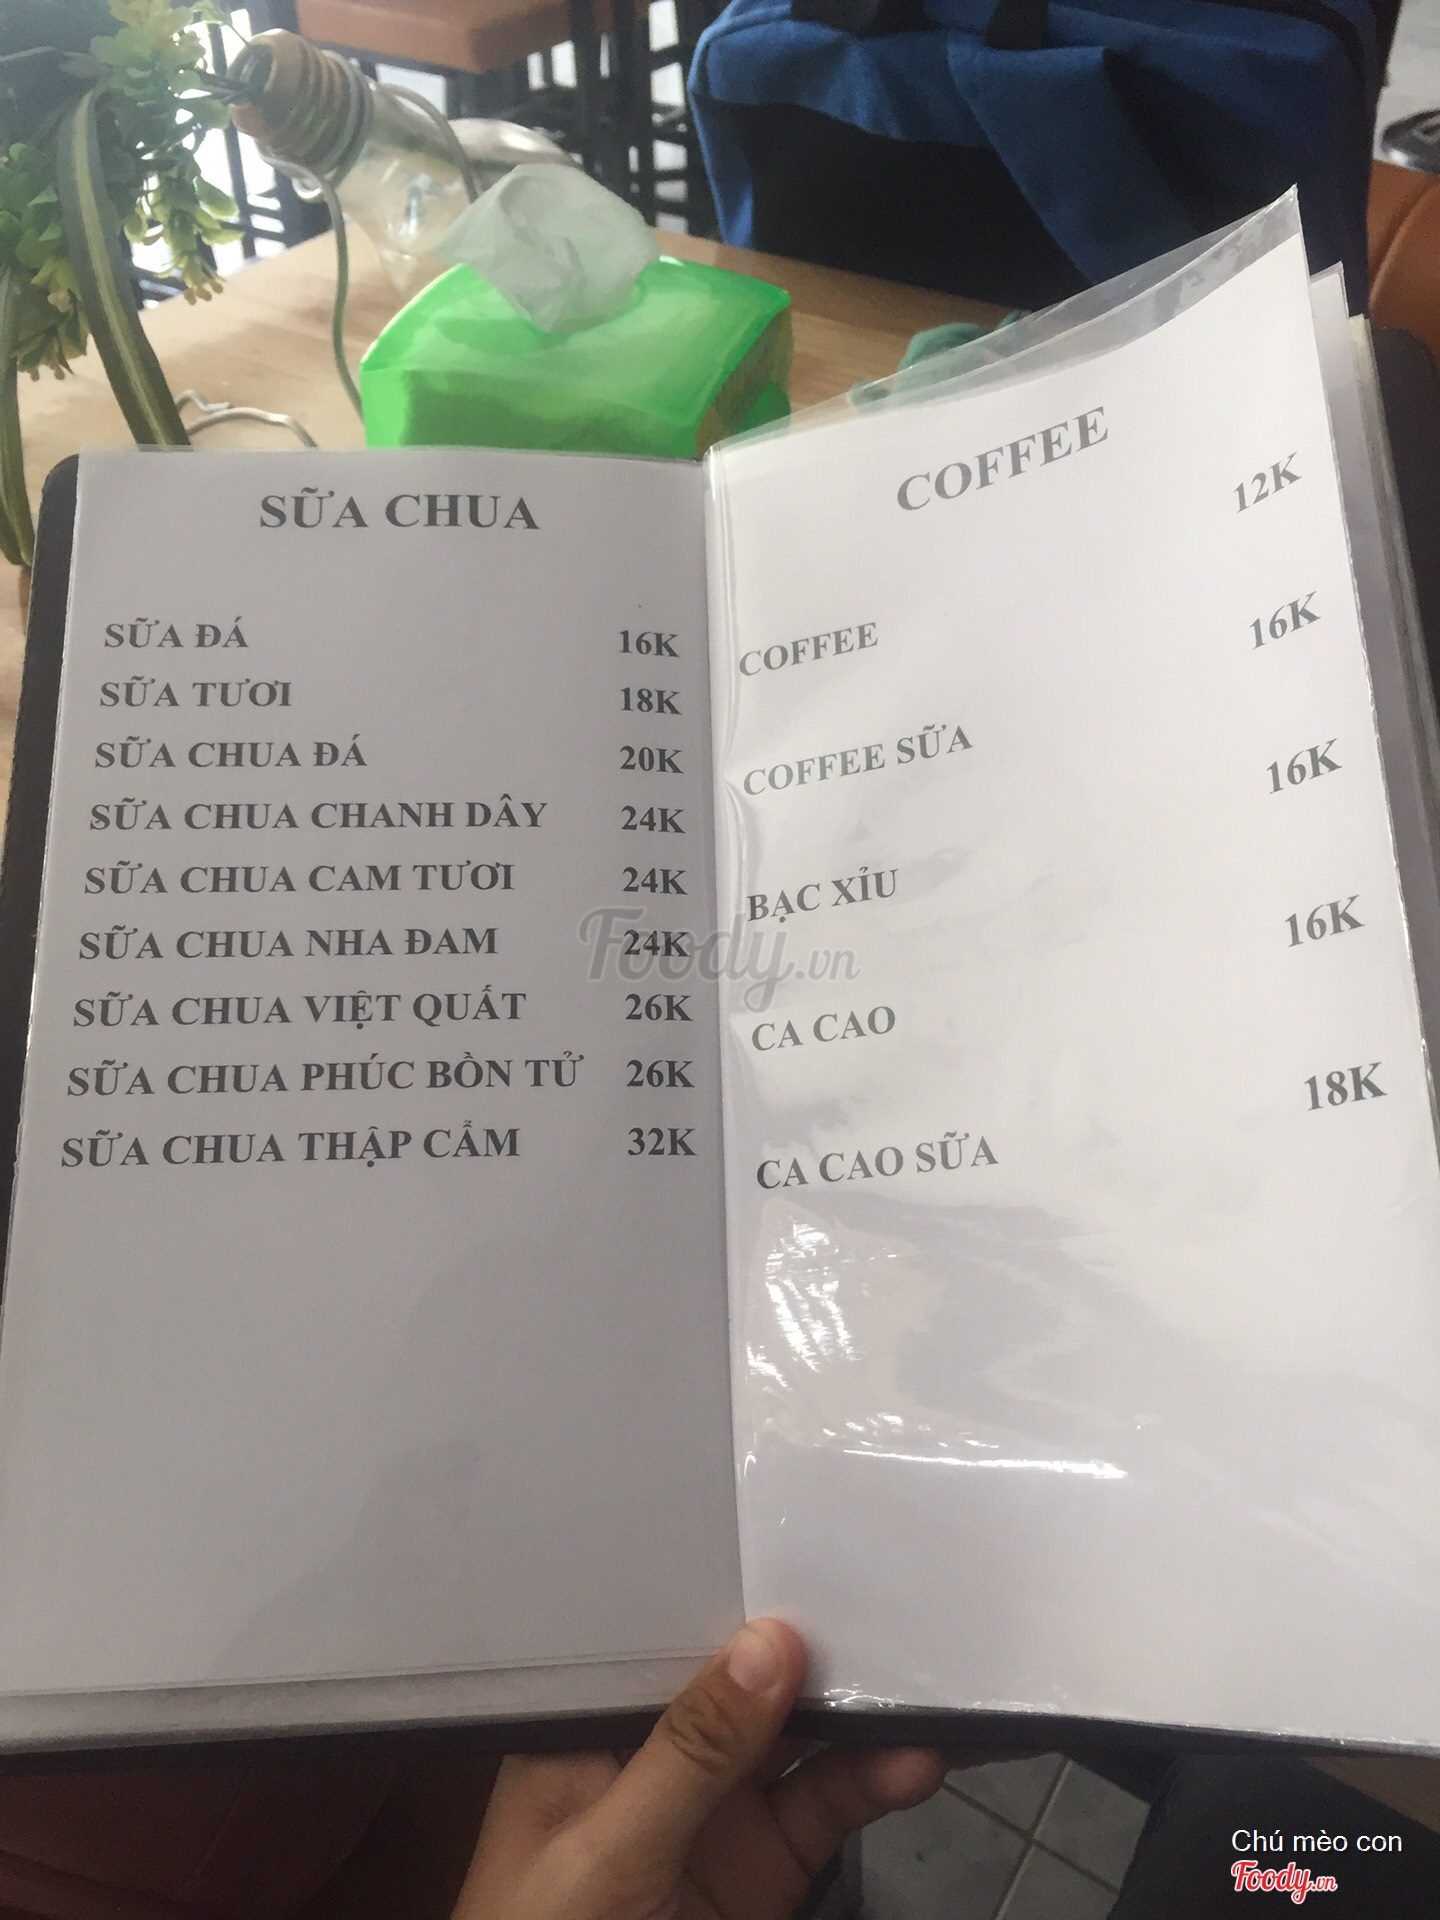 SỮA CHUA
SỮA ĐÁ 16K
SỮA TƯƠI 18K
SỮA CHUA ĐÁ 20K
SỮA CHUA CHANH DÂY 24K
SỮA CHUA CAM TƯƠI 24K
SỮA CHUA NHA ĐAM 24K
SỮA CHUA VIỆT QUẤT 26K
SỮA CHUA PHÚC BỒN TỬ 26K
SỮA CHUA THẬP CẨM 32K
COFFEE
COFFEE 12K
COFFEE SỮA 16K
BẠC XỈU 16K
CA CAO 16K
CA CAO SỮA 18K
Foody.vn
Chú mèo con
Foody.vn